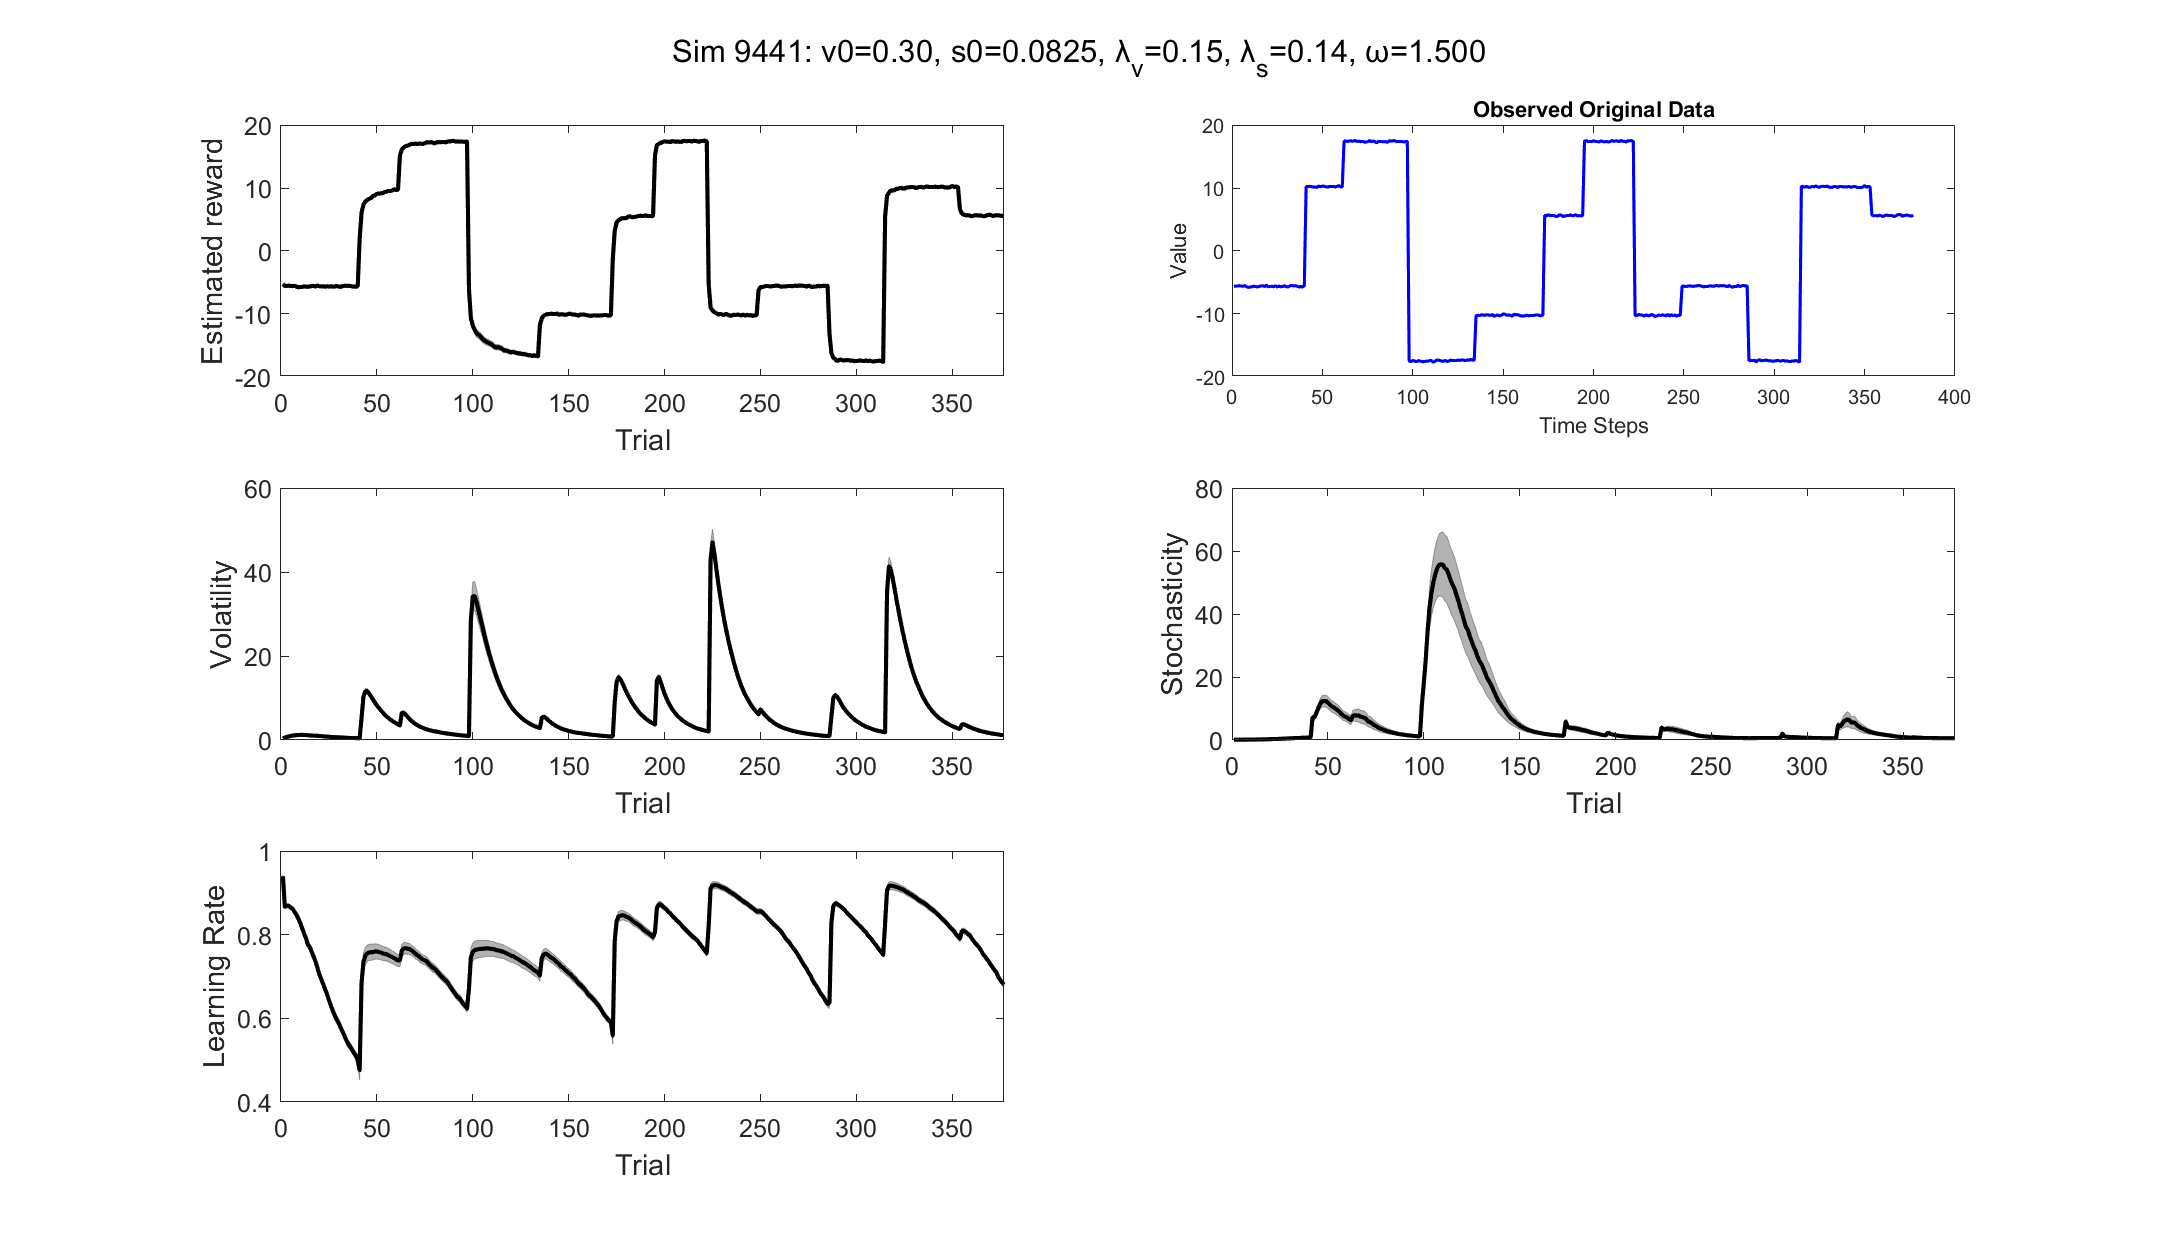 Sim 9441: v0=0.30, s0=0.0825, λ_v=0.15, λ_s=0.14, ω=1.500
Estimated reward
20
10
0
-10
-20
0 50 100 150 200 250 300 350
Trial
Observed Original Data
Value
20
10
0
-10
-20
0 50 100 150 200 250 300 350 400
Time Steps
Volatility
60
40
20
0
0 50 100 150 200 250 300 350
Trial
Stochasticity
80
60
40
20
0
0 50 100 150 200 250 300 350
Trial
Learning Rate
1
0.8
0.6
0.4
0 50 100 150 200 250 300 350
Trial